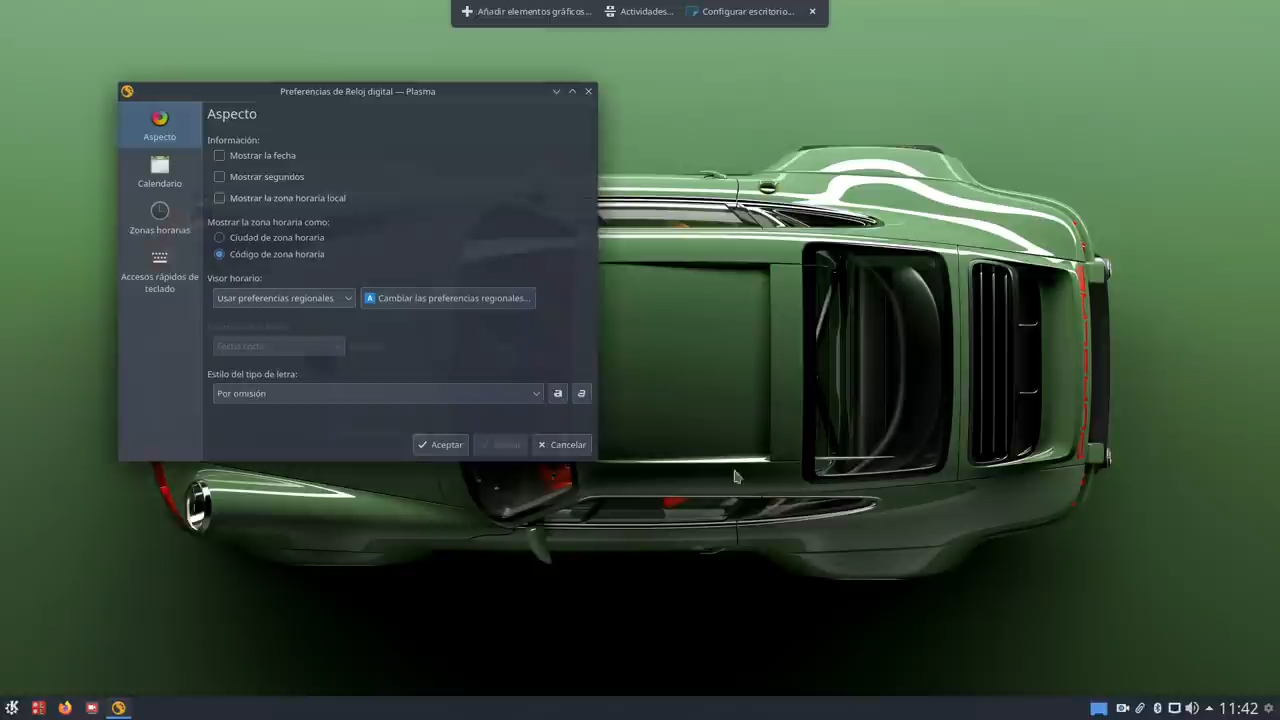 Añadir elementos gráficos...
Actividades...
Configurar escritorio...
Preferencias de Reloj digital — Plasma
Aspecto
Calendario
Zonas horarias
Accesos rápidos de
teclado
Aspecto
Información:
Mostrar la fecha
Mostrar segundos
Mostrar la zona horaria local
Mostrar la zona horaria como:
Ciudad de zona horaria
Código de zona horaria
Visor horario:
Usar preferencias regionales
A Cambiar las preferencias regionales...
Fecha corta
Estilo del tipo de letra:
Por omisión
a
a
Aceptar
Cancelar
11:42